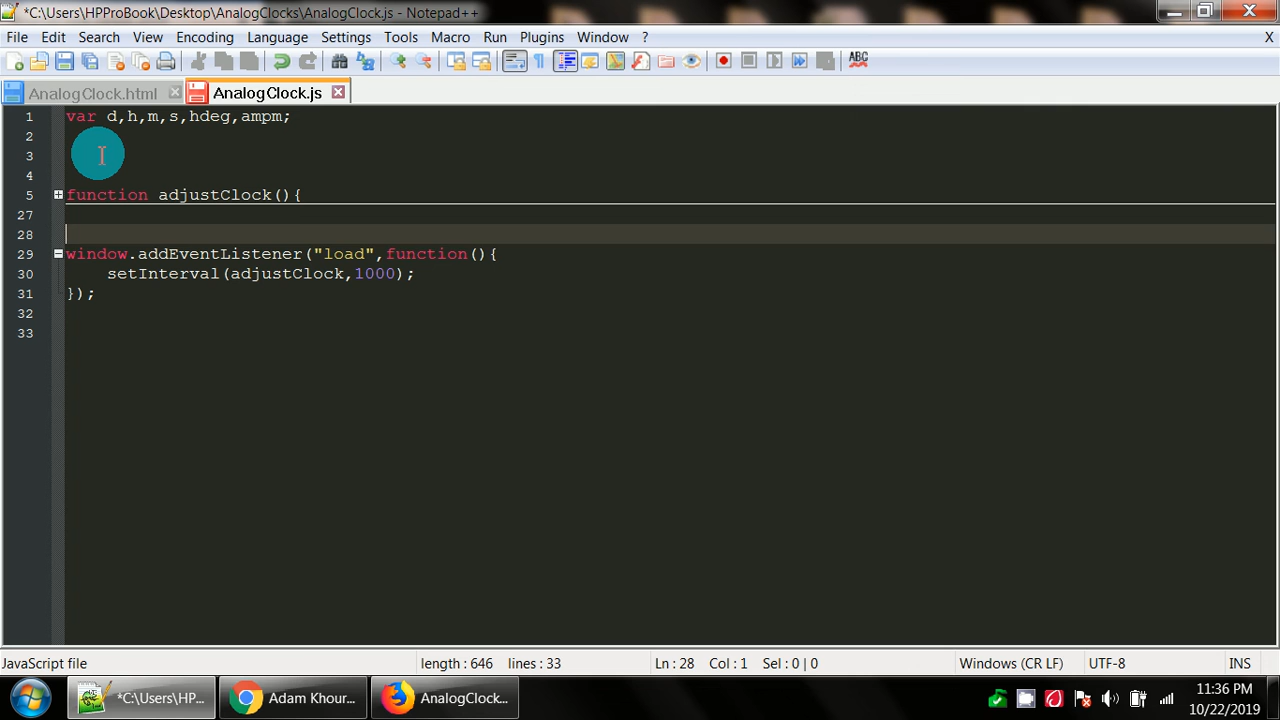 *C:\Users\HPProBook\Desktop\AnalogClocks\AnalogClock.js - Notepad++
File Edit Search View Encoding Language Settings Tools Macro Run Plugins Window ? X
ABC
AnalogClock.html AnalogClock.js
1 var d,h,m,s,hdeg,ampm;
2
3
4
5 function adjustClock(){
27
28
29 window.addEventListener("load",function(){
30 setInterval(adjustClock,1000);
31 });
32
33
JavaScript file length : 646 lines : 33 Ln : 28 Col : 1 Sel : 0 | 0 Windows (CR LF) UTF-8 INS
*C:\Users\HP... Adam Khour... AnalogClock... 11:36 PM
10/22/2019